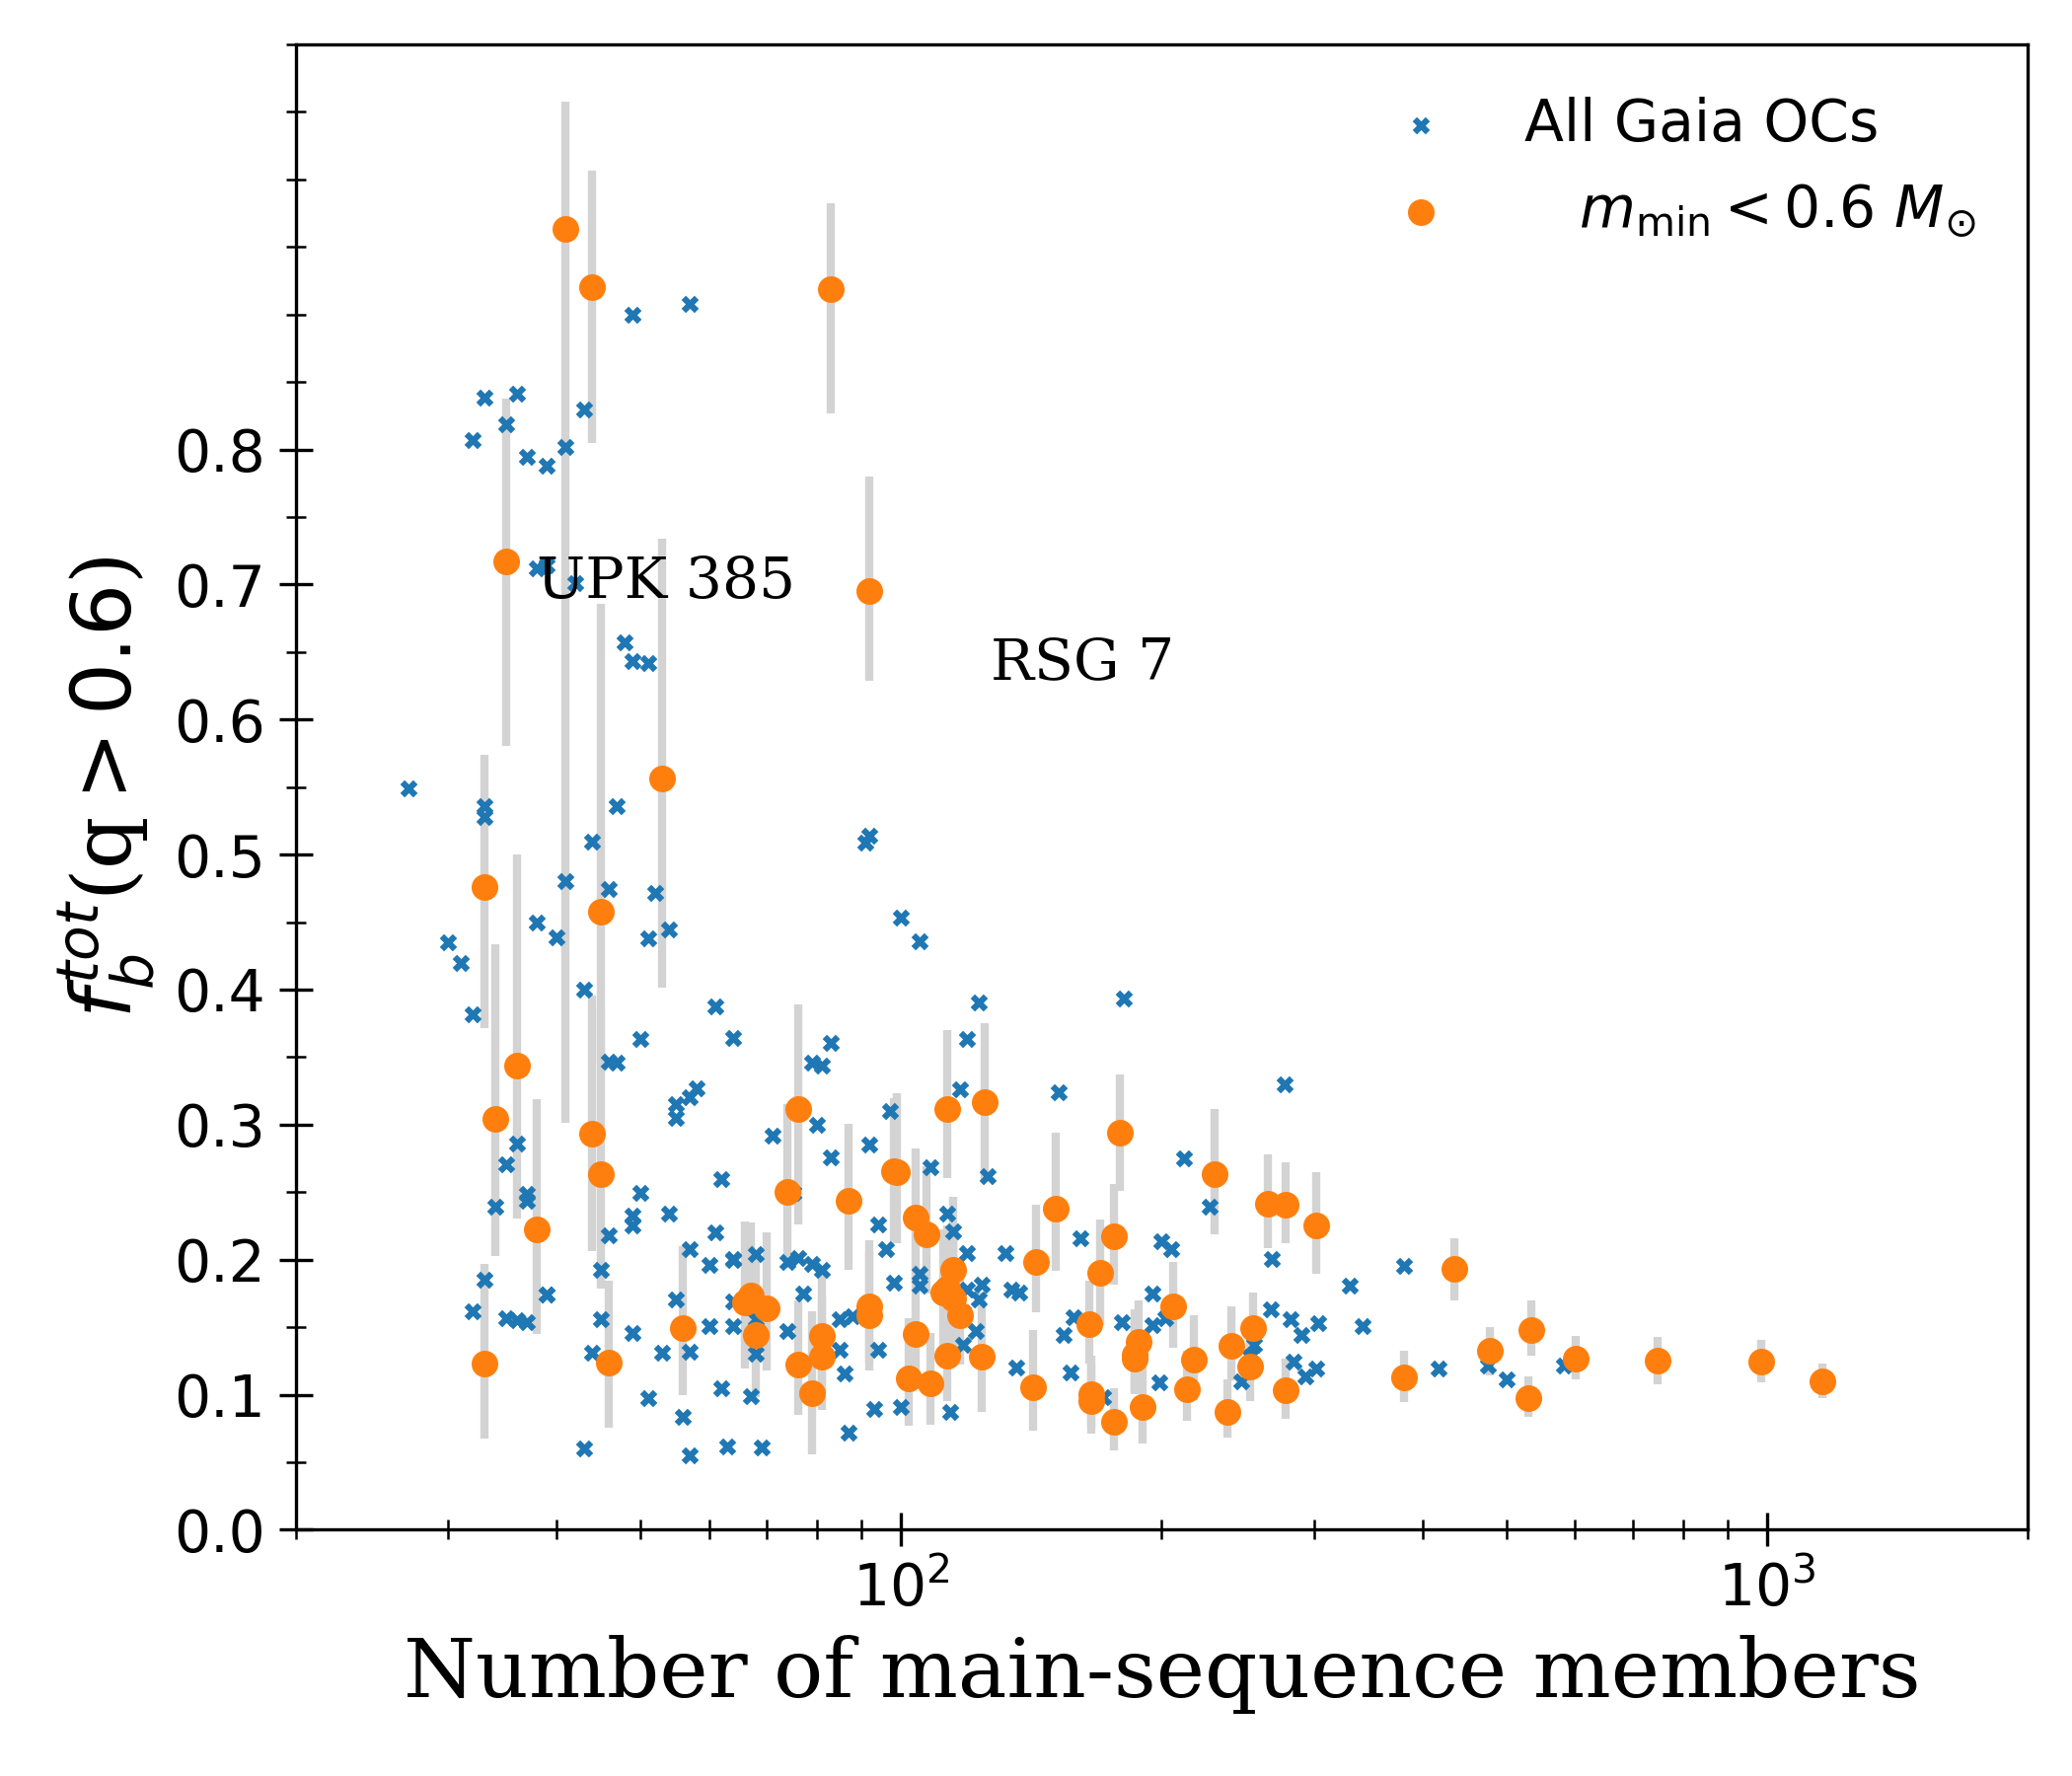 All Gaia OCs
m_min < 0.6 M_⊙
0.8
0.7
0.6
0.5
0.4
0.3
0.2
0.1
0.0
f_b^tot(q > 0.6)
UPK 385
RSG 7
10^2
10^3
Number of main-sequence members